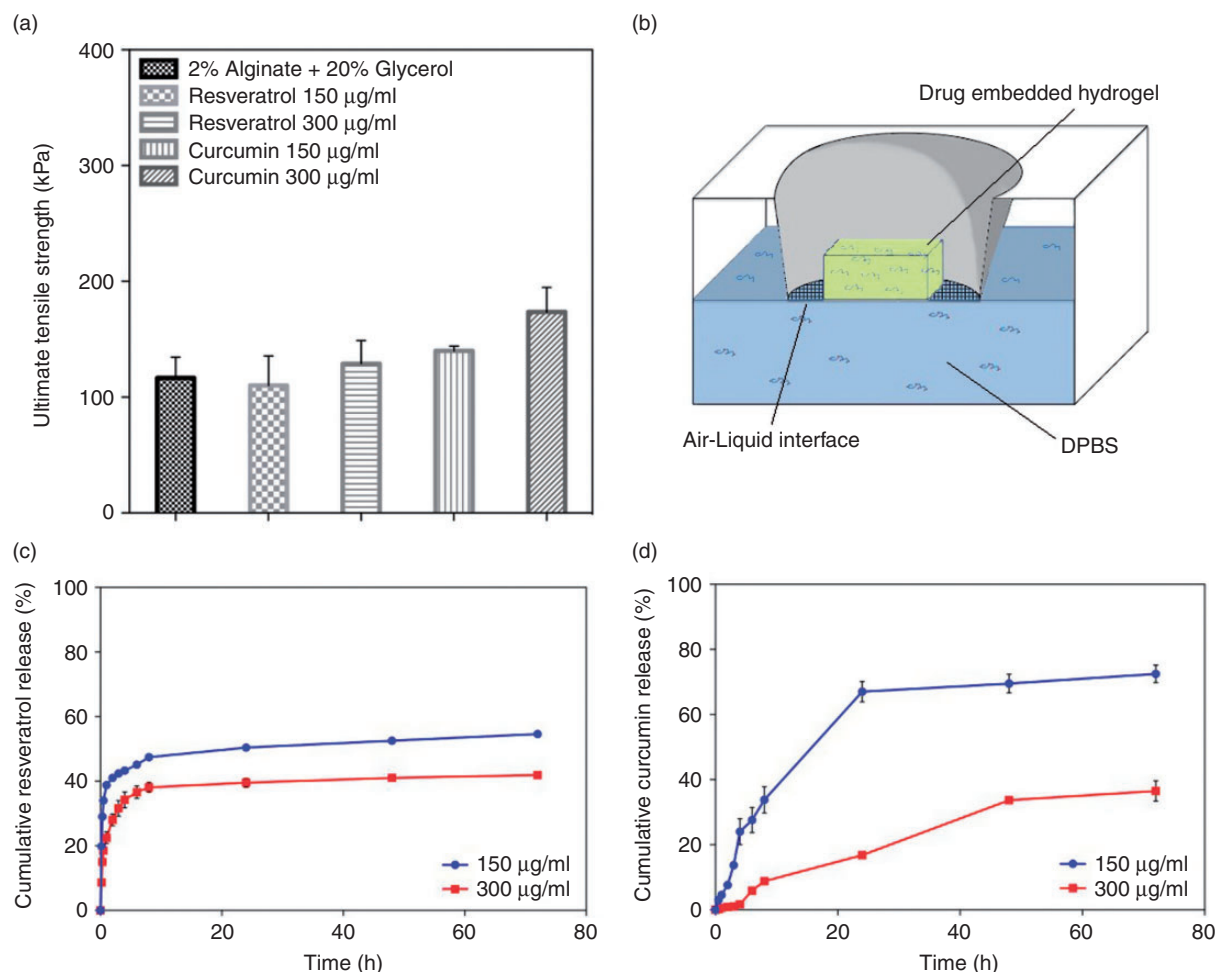 (a)
400
300
200
100
0
Ultimate tensile strength (kPa)
2% Alginate + 20% Glycerol
Resveratrol 150 µg/ml
Resveratrol 300 µg/ml
Curcumin 150 µg/ml
Curcumin 300 µg/ml
(b)
Drug embedded hydrogel
Air-Liquid interface
DPBS
(c)
100
80
60
40
20
0
Cumulative resveratrol release (%)
150 µg/ml
300 µg/ml
0 20 40 60 80
Time (h)
(d)
100
80
60
40
20
0
Cumulative curcumin release (%)
150 µg/ml
300 µg/ml
0 20 40 60 80
Time (h)